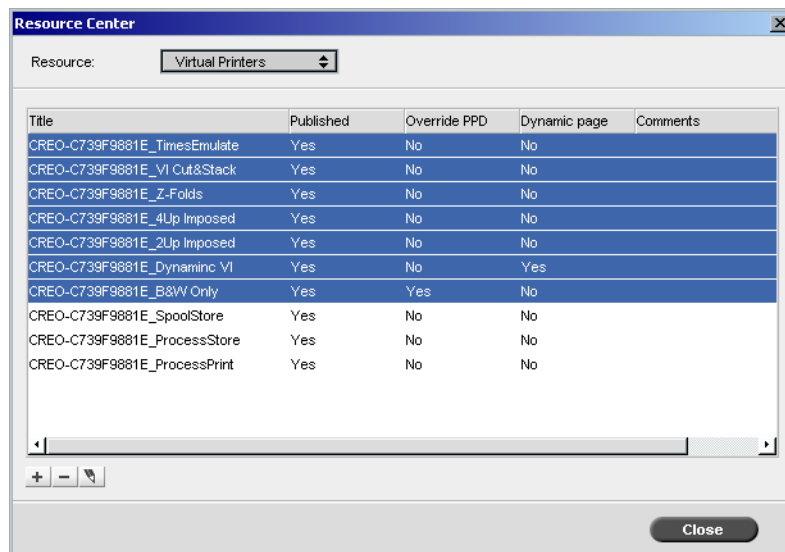 Resource Center
Resource: Virtual Printers
Title Published Override PPD Dynamic page Comments
CREO-C739F9881E_TimesEmulate Yes No No
CREO-C739F9881E_VI Cut&Stack Yes No No
CREO-C739F9881E_Z-Folds Yes No No
CREO-C739F9881E_4Up Imposed Yes No No
CREO-C739F9881E_2Up Imposed Yes No No
CREO-C739F9881E_Dynaminc VI Yes No Yes
CREO-C739F9881E_B&W Only Yes Yes No
CREO-C739F9881E_SpoolStore Yes No No
CREO-C739F9881E_ProcessStore Yes No No
CREO-C739F9881E_ProcessPrint Yes No No
Close